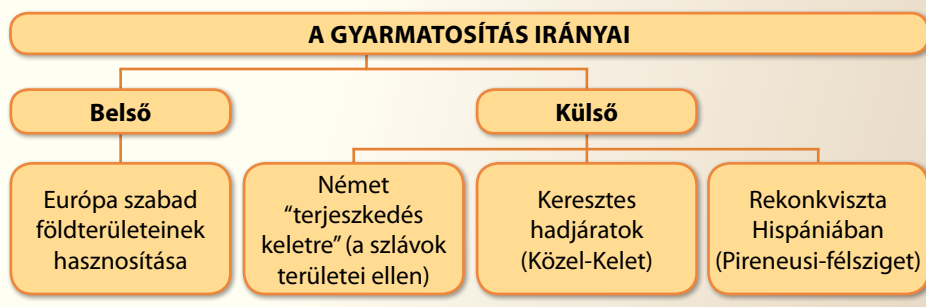 A GYARMATOSÍTÁS IRÁNYAI
Belső
Külső
Európa szabad
földterületeinek
hasznosítása
Német
“terjeszkedés
keletre” (a szlávok
területei ellen)
Keresztes
hadjáratok
(Közel-Kelet)
Rekonkviszta
Hispániában
(Pireneusi-félsziget)